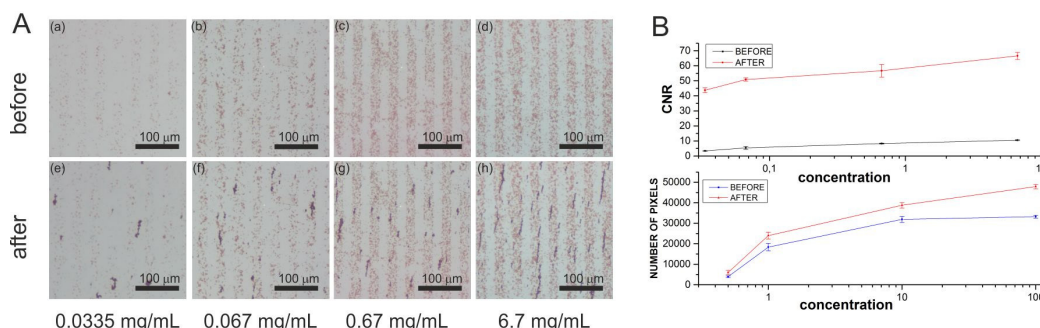 A
before
(a)
100 μm
(b)
100 μm
(c)
100 μm
(d)
100 μm
after
(e)
100 μm
(f)
100 μm
(g)
100 μm
(h)
100 μm
0.0335 mg/mL
0.067 mg/mL
0.67 mg/mL
6.7 mg/mL
B
BEFORE
AFTER
CNR
70
60
50
40
30
20
10
0
0,1
1
1
concentration
BEFORE
AFTER
NUMBER OF PIXELS
50000
40000
30000
20000
10000
0
1
10
100
concentration